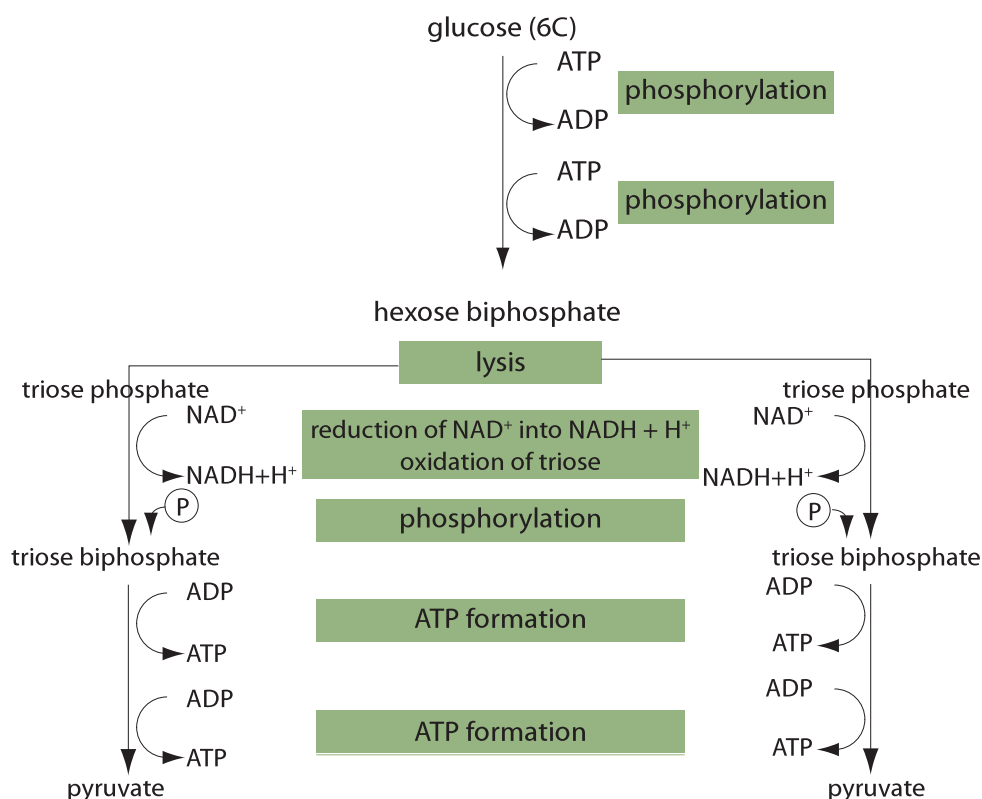 glucose (6C)
ATP
phosphorylation
ADP
ATP
phosphorylation
ADP
hexose biphosphate
lysis
triose phosphate
triose phosphate
NAD⁺
NAD⁺
reduction of NAD⁺ into NADH + H⁺
oxidation of triose
NADH+H⁺
NADH+H⁺
P
P
phosphorylation
triose biphosphate
triose biphosphate
ADP
ADP
ATP formation
ATP
ATP
ADP
ADP
ATP formation
ATP
ATP
pyruvate
pyruvate